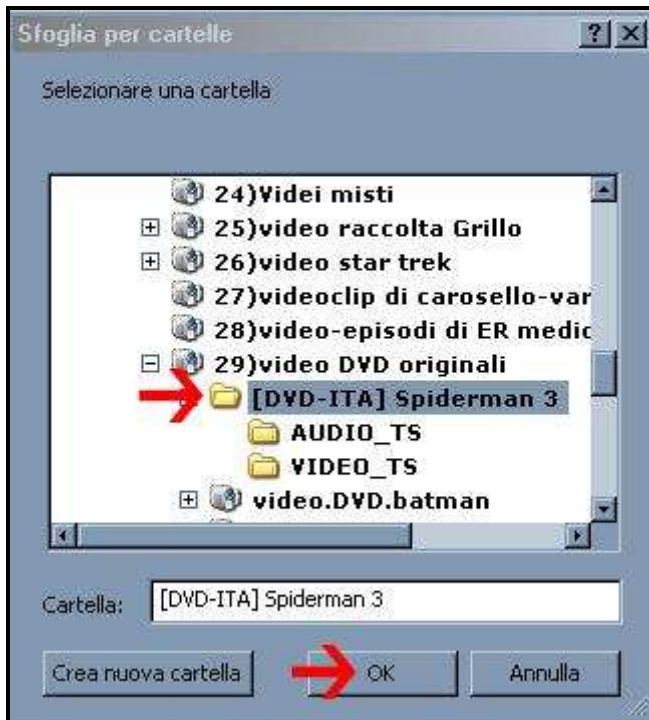 Sfoglia per cartelle
Selezionare una cartella
24)Videi misti
25)video raccolta Grillo
26)video star trek
27)videoclip di carosello-var
28)video-episodi di ER medic
29)video DVD originali
[DVD-ITA] Spiderman 3
AUDIO_TS
VIDEO_TS
video.DVD.batman
Cartella: [DVD-ITA] Spiderman 3
Crea nuova cartella OK Annulla